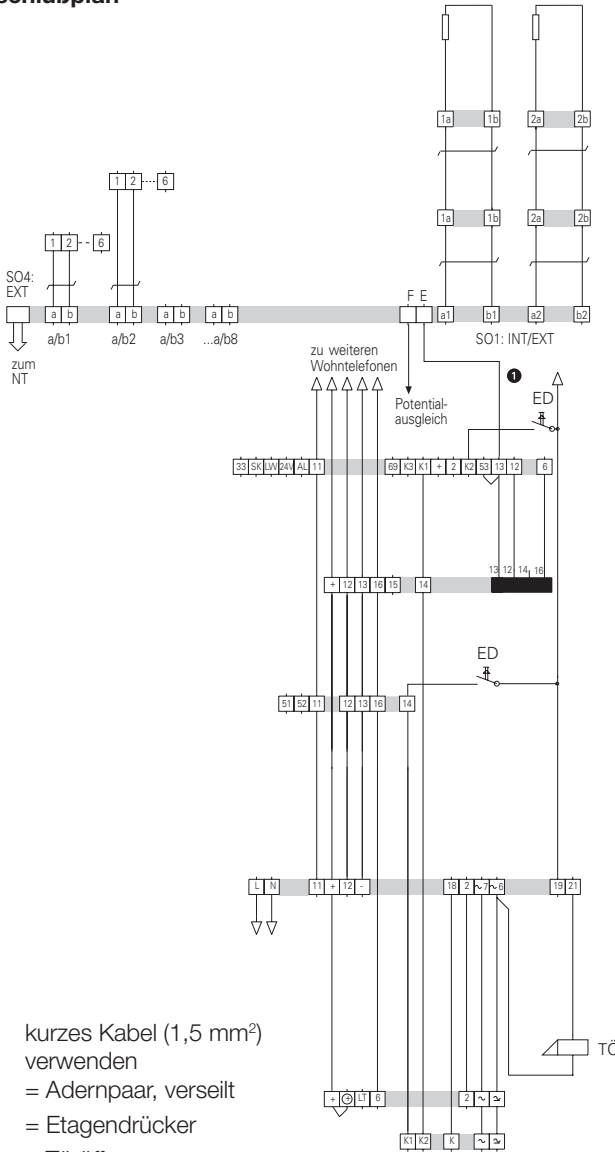 1a 1b 2a 2b
1 2 6
1a 1b 2a 2b
1 2 6
SO4:
EXT
F E
a b a b a b a b a1 b1 a2 b2
a/b1 a/b2 a/b3 ...a/b8
SO1: INT/EXT
zum
NT
zu weiteren
Wohntelefonen
Potential-
ausgleich
1
ED
33 SK LW 24V AL 11 69 K3 K1 + 2 K2 53 13 12 6
13 12 14 16
+ 12 13 16 15 14
ED
51 52 11 12 13 16 14
L N 11 + 12 - 18 2 ~7 ~6 19 21
kurzes Kabel (1,5 mm²)
verwenden
TÖ
= Adernpaar, verseilt
+ + LT 6 2 ~
= Etagendrücker
K1 K2 K ~